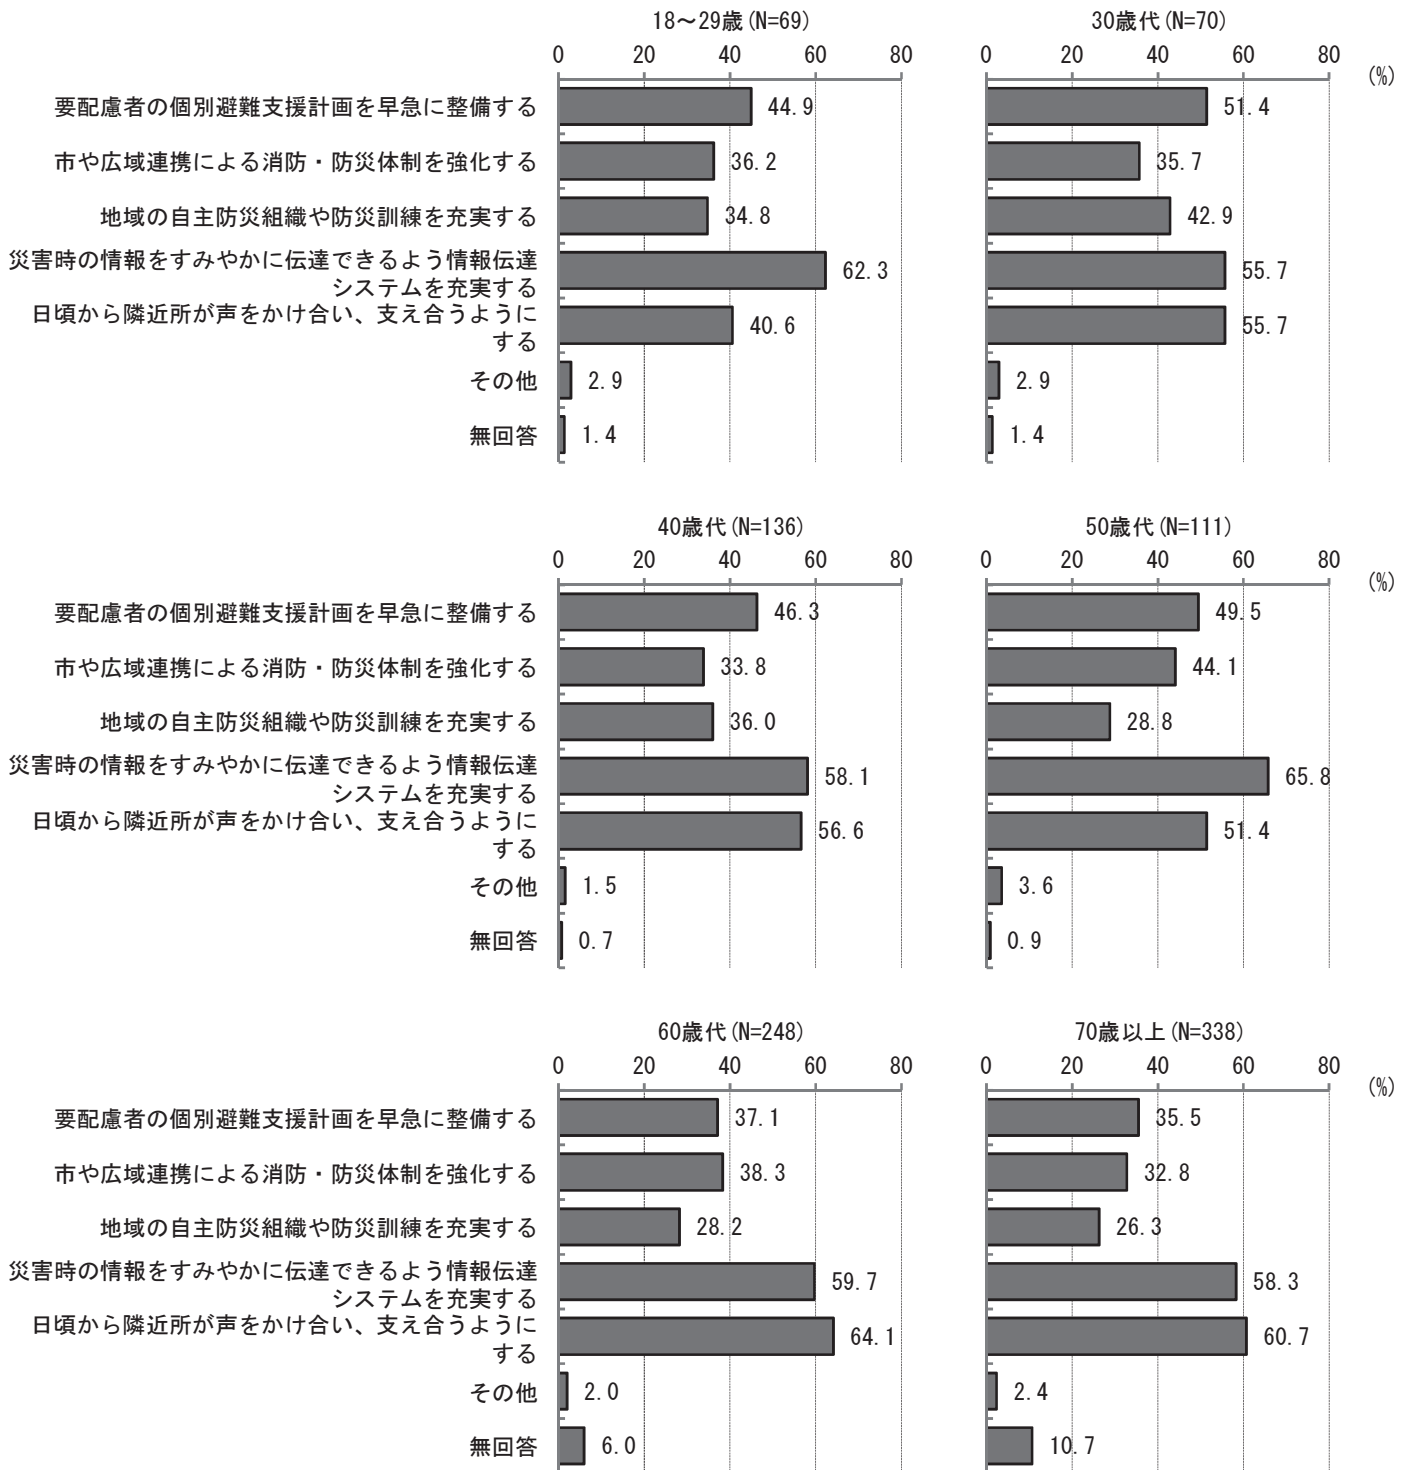 18～29歳(N=69)
0 20 40 60 80
要配慮者の個別避難支援計画を早急に整備する 44.9
市や広域連携による消防・防災体制を強化する 36.2
地域の自主防災組織や防災訓練を充実する 34.8
災害時の情報をすみやかに伝達できるよう情報伝達
システムを充実する 62.3
日頃から隣近所が声をかけ合い、支え合うように
する 40.6
その他 2.9
無回答 1.4
30歳代(N=70)
0 20 40 60 80
(%)
51.4
35.7
42.9
55.7
55.7
2.9
1.4
40歳代(N=136)
0 20 40 60 80
要配慮者の個別避難支援計画を早急に整備する 46.3
市や広域連携による消防・防災体制を強化する 33.8
地域の自主防災組織や防災訓練を充実する 36.0
災害時の情報をすみやかに伝達できるよう情報伝達
システムを充実する 58.1
日頃から隣近所が声をかけ合い、支え合うように
する 56.6
その他 1.5
無回答 0.7
50歳代(N=111)
0 20 40 60 80
(%)
49.5
44.1
28.8
65.8
51.4
3.6
0.9
60歳代(N=248)
0 20 40 60 80
要配慮者の個別避難支援計画を早急に整備する 37.1
市や広域連携による消防・防災体制を強化する 38.3
地域の自主防災組織や防災訓練を充実する 28.2
災害時の情報をすみやかに伝達できるよう情報伝達
システムを充実する 59.7
日頃から隣近所が声をかけ合い、支え合うように
する 64.1
その他 2.0
無回答 6.0
70歳以上(N=338)
0 20 40 60 80
(%)
35.5
32.8
26.3
58.3
60.7
2.4
10.7